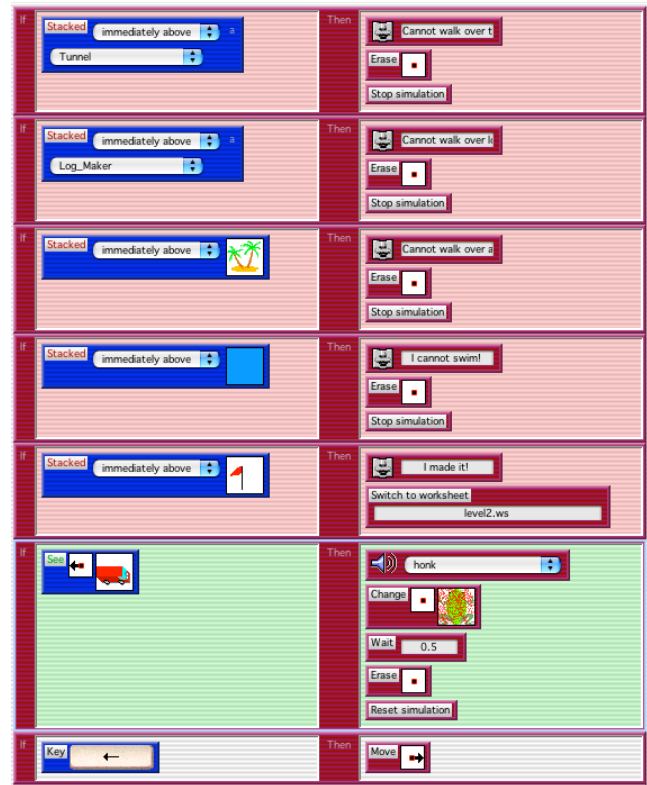 If
Stacked immediately above a
Tunnel
Then
Cannot walk over t
Erase
Stop simulation
If
Stacked immediately above a
Log_Maker
Then
Cannot walk over lo
Erase
Stop simulation
If
Stacked immediately above
Then
Cannot walk over a
Erase
Stop simulation
If
Stacked immediately above
Then
I cannot swim!
Erase
Stop simulation
If
Stacked immediately above
Then
I made it!
Switch to worksheet
level2.ws
If
See
Then
honk
Change
Wait 0.5
Erase
Reset simulation
If
Key
Then
Move